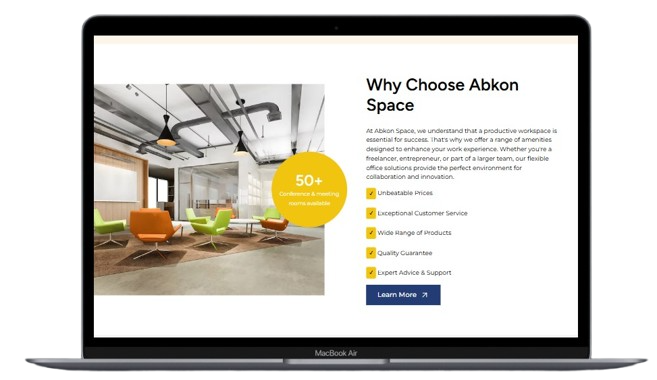 Why Choose Abkon
Space
At Abkon Space, we understand that a productive workspace is
essential for success. That's why we offer a range of amenities
designed to enhance your work experience. Whether you're a
freelancer, entrepreneur, or part of a larger team, our flexible
office solutions provide the perfect environment for
collaboration and innovation.
50+
Conference & meeting
rooms available
Unbeatable Prices
Exceptional Customer Service
Wide Range of Products
Quality Guarantee
Expert Advice & Support
Learn More
MacBook Air